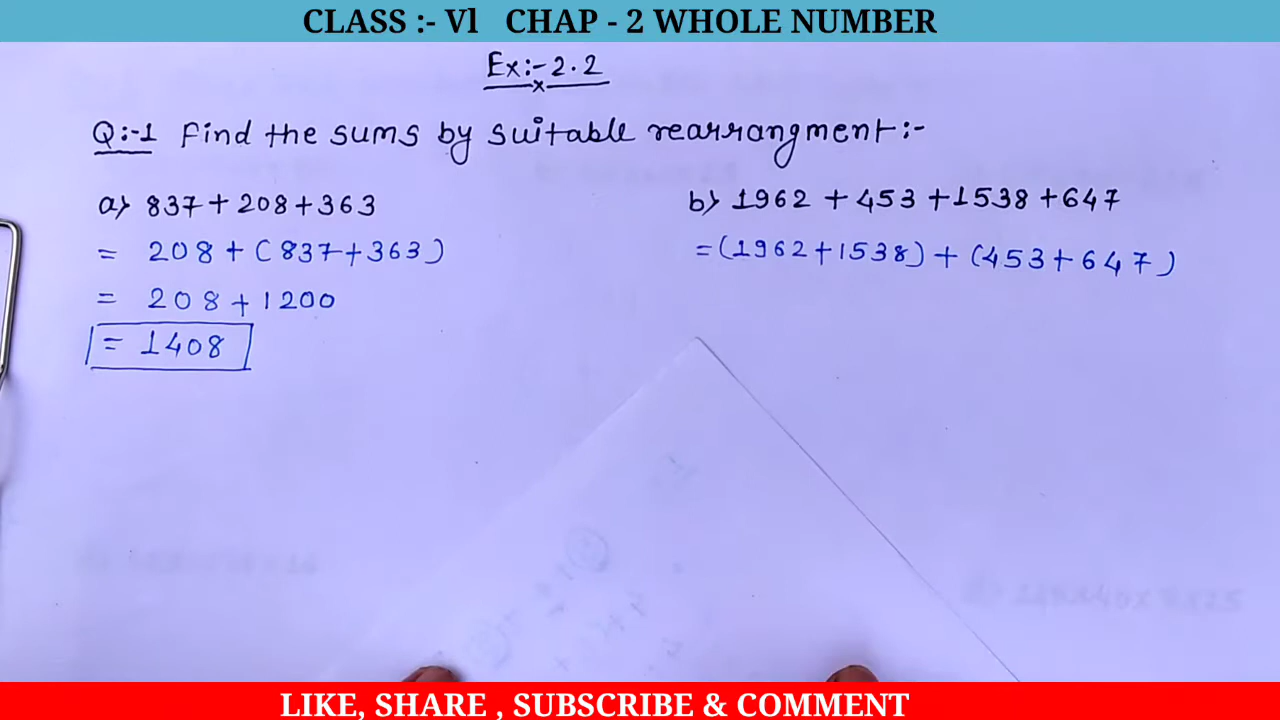 CLASS :- Vl CHAP - 2 WHOLE NUMBER
Ex:- 2.2
Q:-1 Find the sums by suitable rearrangment:-
a) 837 + 208 + 363
= 208 + (837 + 363)
= 208 + 1200
= 1408
b) 1962 + 453 + 1538 + 647
= (1962 + 1538) + (453 + 647)
LIKE, SHARE , SUBSCRIBE & COMMENT